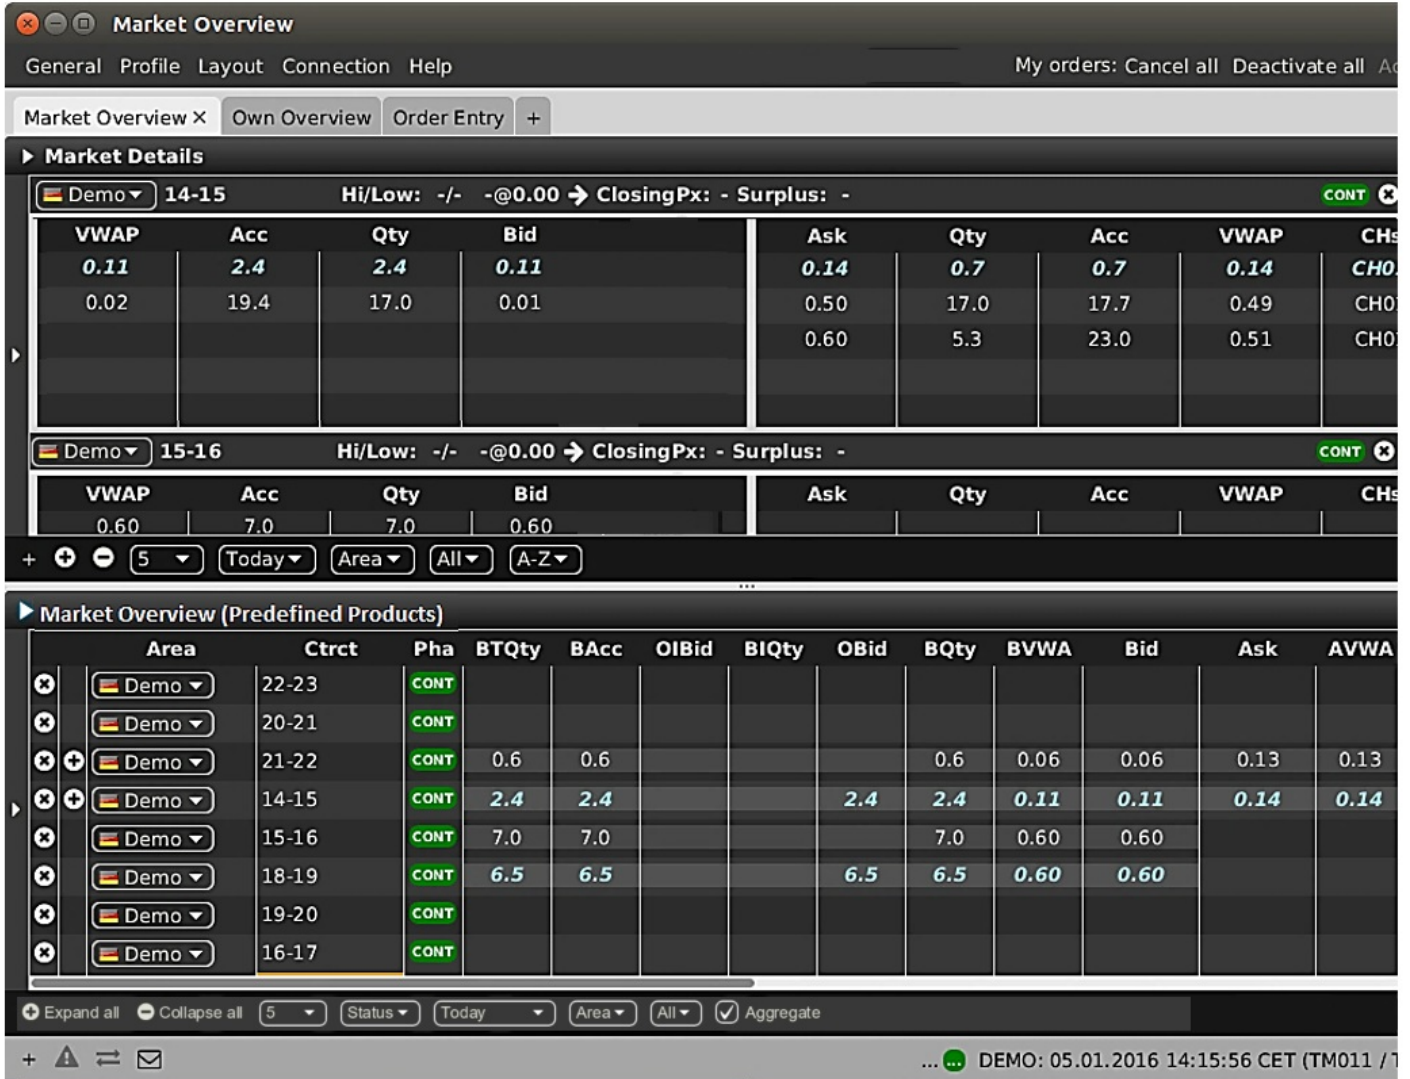 Market Overview
General Profile Layout Connection Help My orders: Cancel all Deactivate all
Market Overview × Own Overview Order Entry +
Market Details
Demo 14-15 Hi/Low: -/- -@0.00 → ClosingPx: - Surplus: - CONT
VWAP Acc Qty Bid Ask Qty Acc VWAP CHs
0.11 2.4 2.4 0.11 0.14 0.7 0.7 0.14 CH0
0.02 19.4 17.0 0.01 0.50 17.0 17.7 0.49 CH0
0.60 5.3 23.0 0.51 CH0
Demo 15-16 Hi/Low: -/- -@0.00 → ClosingPx: - Surplus: - CONT
VWAP Acc Qty Bid Ask Qty Acc VWAP CHs
0.60 7.0 7.0 0.60
+ 5 Today Area All A-Z
Market Overview (Predefined Products)
Area Ctrct Pha BTQty BAcc OIBid BIQty OBid BQty BVWA Bid Ask AVWA
Demo 22-23 CONT
Demo 20-21 CONT
Demo 21-22 CONT 0.6 0.6 0.6 0.06 0.06 0.13 0.13
Demo 14-15 CONT 2.4 2.4 2.4 2.4 0.11 0.11 0.14 0.14
Demo 15-16 CONT 7.0 7.0 7.0 0.60 0.60
Demo 18-19 CONT 6.5 6.5 6.5 6.5 0.60 0.60
Demo 19-20 CONT
Demo 16-17 CONT
Expand all Collapse all 5 Status Today Area All Aggregate
+ ... ... DEMO: 05.01.2016 14:15:56 CET (TM011 /